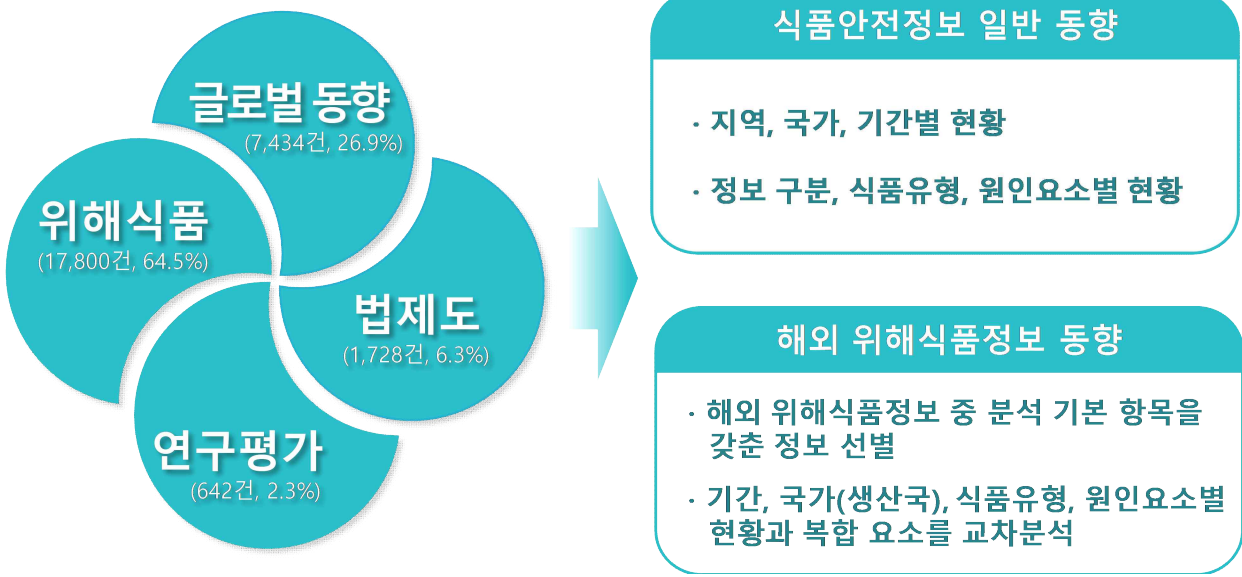 글로벌 동향
(7,434건, 26.9%)
위해식품
(17,800건, 64.5%)
법제도
(1,728건, 6.3%)
연구평가
(642건, 2.3%)
식품안전정보 일반 동향
· 지역, 국가, 기간별 현황
· 정보 구분, 식품유형, 원인요소별 현황
해외 위해식품정보 동향
· 해외 위해식품정보 중 분석 기본 항목을
갖춘 정보 선별
· 기간, 국가(생산국), 식품유형, 원인요소별
현황과 복합 요소를 교차분석